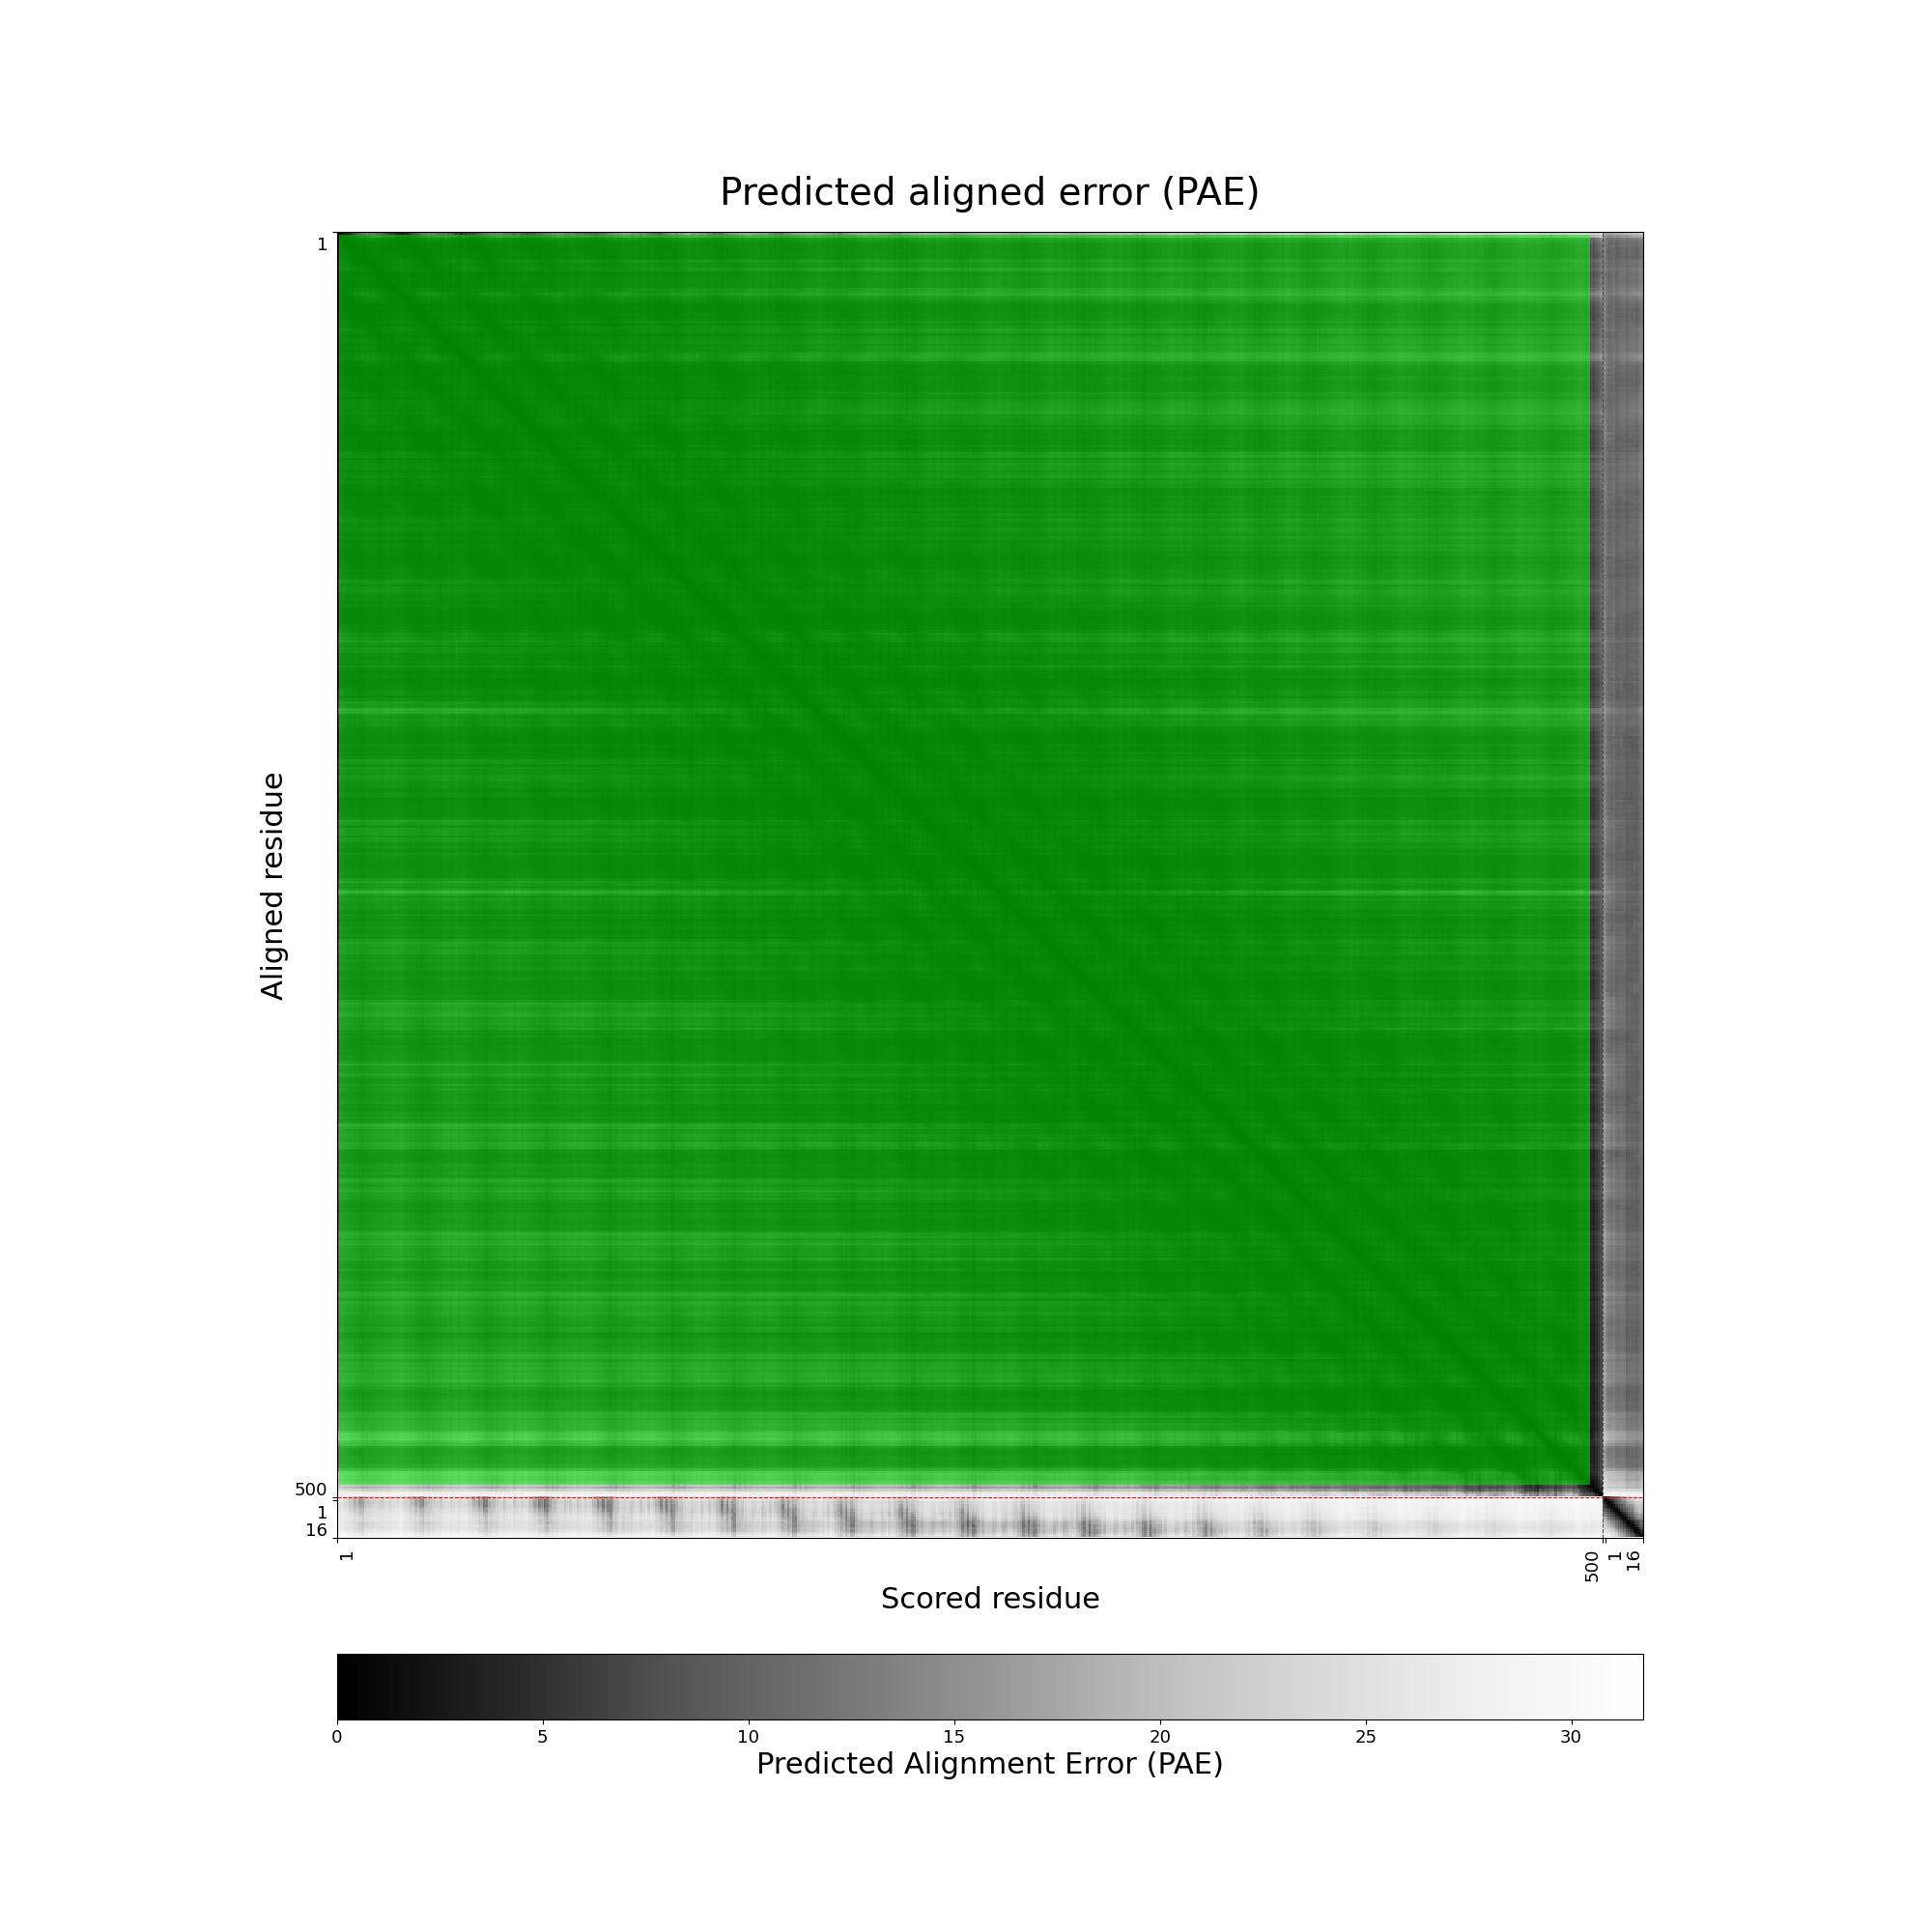 Predicted aligned error (PAE)
1
Aligned residue
500
1
16
1 500 1 16
Scored residue
0 5 10 15 20 25 30
Predicted Alignment Error (PAE)